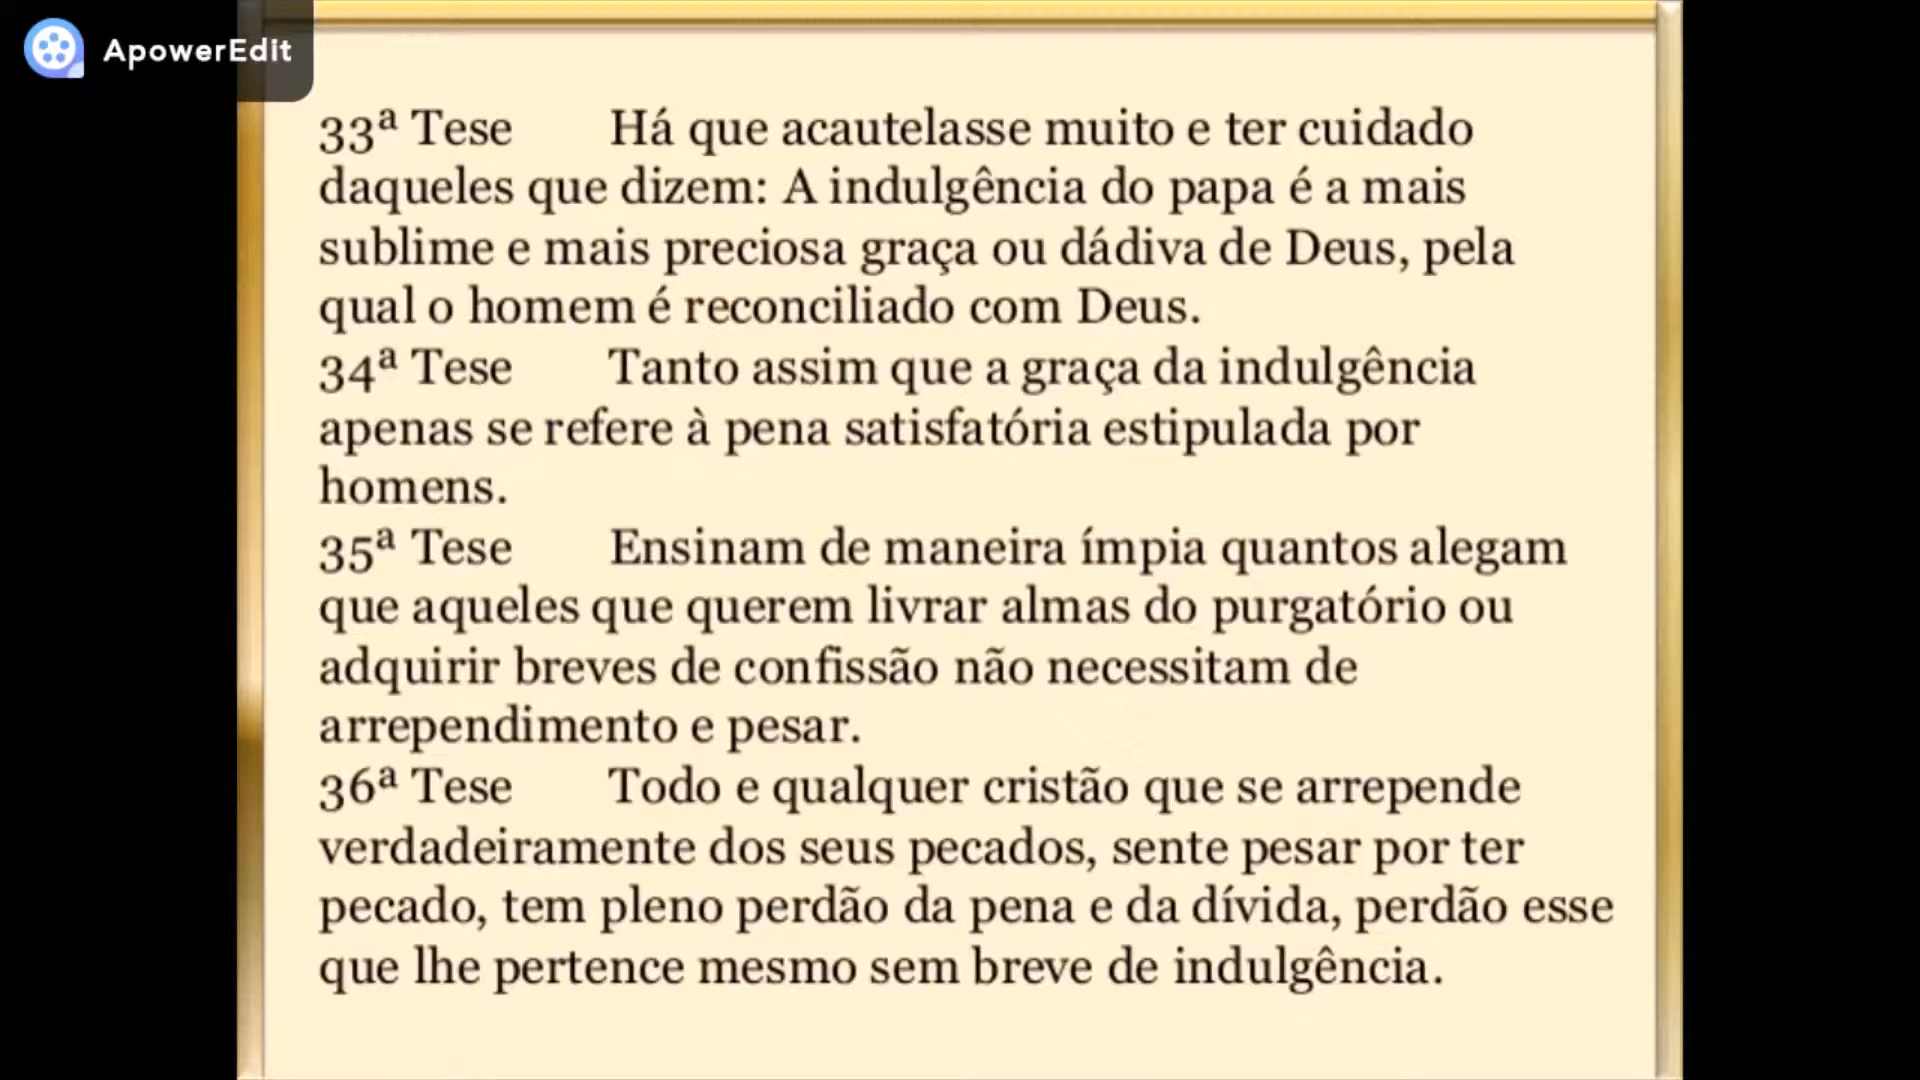 ApowerEdit
33ª Tese Há que acautelasse muito e ter cuidado
daqueles que dizem: A indulgência do papa é a mais
sublime e mais preciosa graça ou dádiva de Deus, pela
qual o homem é reconciliado com Deus.
34ª Tese Tanto assim que a graça da indulgência
apenas se refere à pena satisfatória estipulada por
homens.
35ª Tese Ensinam de maneira ímpia quantos alegam
que aqueles que querem livrar almas do purgatório ou
adquirir breves de confissão não necessitam de
arrependimento e pesar.
36ª Tese Todo e qualquer cristão que se arrepende
verdadeiramente dos seus pecados, sente pesar por ter
pecado, tem pleno perdão da pena e da dívida, perdão esse
que lhe pertence mesmo sem breve de indulgência.